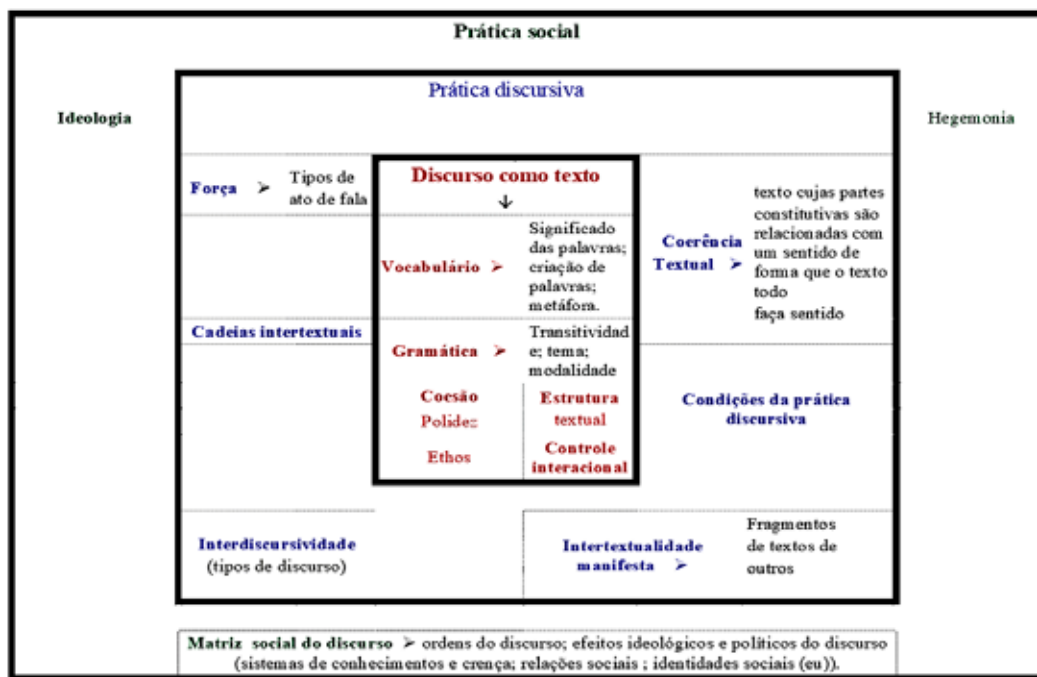 Prática social
Prática discursiva
Ideologia
Hegemonia
Força ➢
Tipos de
ato de fala
Discurso como texto
↓
Vocabulário ➢
Significado
das palavras;
criação de
palavras;
metáfora.
Coerência
Textual ➢
texto cujas partes
constitutivas são
relacionadas com
um sentido de
forma que o texto
todo
faça sentido
Cadeias intertextuais
Gramática ➢
Transitividad
e; tema;
modalidade
Coesão
Polidez
Ethos
Estrutura
textual
Controle
interacional
Condições da prática
discursiva
Interdiscursividade
(tipos de discurso)
Intertextualidade
manifesta ➢
Fragmentos
de textos de
outros
Matriz social do discurso ➢ ordens do discurso; efeitos ideológicos e políticos do discurso
(sistemas de conhecimentos e crença; relações sociais ; identidades sociais (eu)).